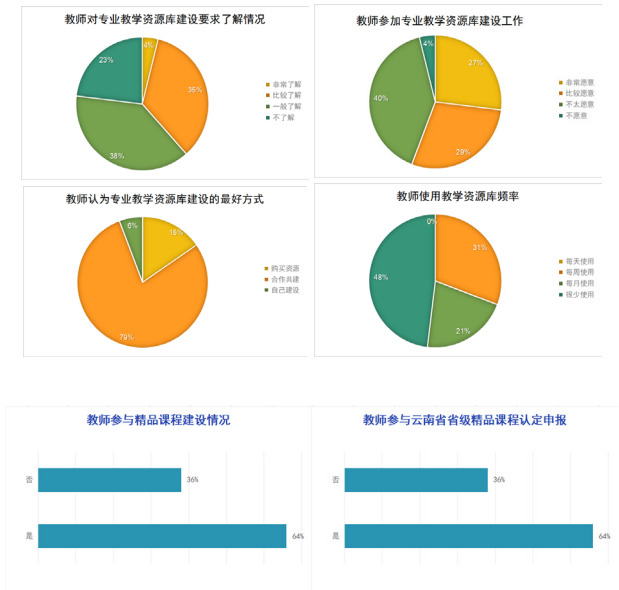 教师对专业教学资源库建设要求了解情况
4%
35%
38%
23%
非常了解
比较了解
一般了解
不了解
教师参加专业教学资源库建设工作
4%
27%
29%
40%
非常愿意
比较愿意
不太愿意
不愿意
教师认为专业教学资源库建设的最好方式
6%
15%
79%
购买资源
合作共建
自己建设
教师使用教学资源库频率
0%
31%
21%
48%
每天使用
每周使用
每月使用
很少使用
教师参与精品课程建设情况
否
36%
是
64%
教师参与云南省省级精品课程认定申报
否
36%
是
64%